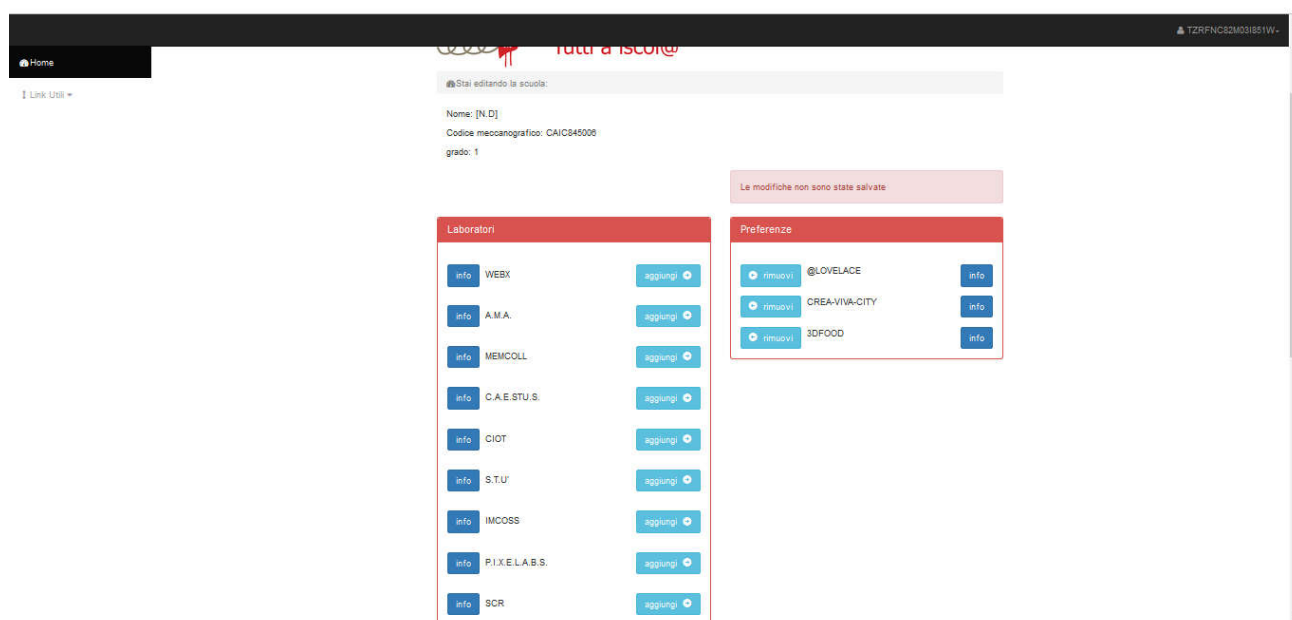 TZRFNC82M03I851W
Home
Link Utili
Tutti a Iscol@
Stai editando la scuola:
Nome: [N.D]
Codice meccanografico: CAIC845006
grado: 1
Le modifiche non sono state salvate
Laboratori
info WEBX aggiungi
info A.M.A. aggiungi
info MEMCOLL aggiungi
info C.A.E.STU.S. aggiungi
info CIOT aggiungi
info S.T.U' aggiungi
info IMCOSS aggiungi
info P.I.X.E.L.A.B.S. aggiungi
info SCR aggiungi
Preferenze
rimuovi @LOVELACE info
rimuovi CREA-VIVA-CITY info
rimuovi 3DFOOD info